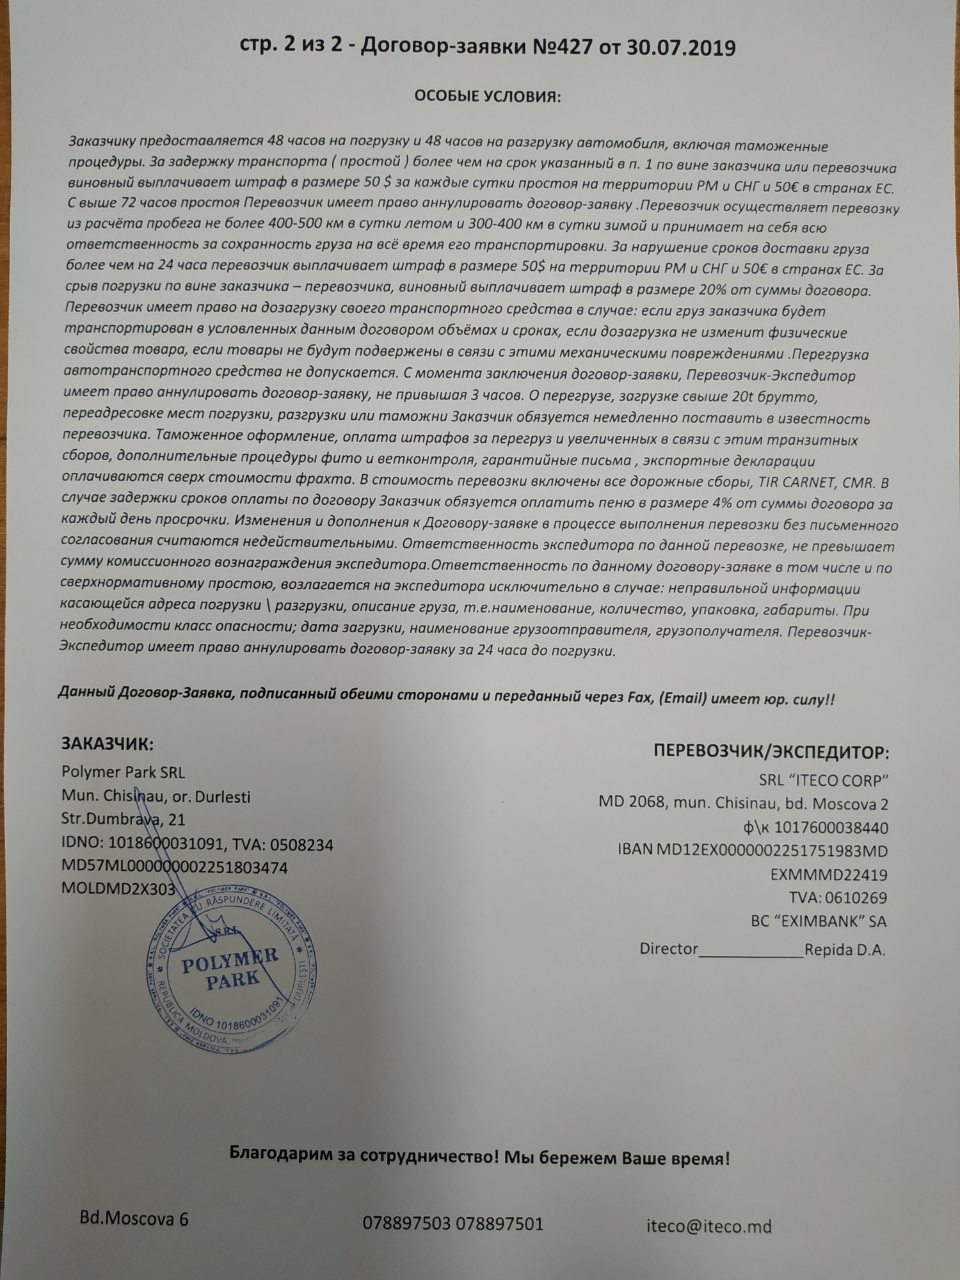 стр. 2 из 2 - Договор-заявки №427 от 30.07.2019
ОСОБЫЕ УСЛОВИЯ:
Заказчику предоставляется 48 часов на погрузку и 48 часов на разгрузку автомобиля, включая таможенные
процедуры. За задержку транспорта ( простой ) более чем на срок указанный в п. 1 по вине заказчика или перевозчика
виновный выплачивает штраф в размере 50 $ за каждые сутки простоя на территории РМ и СНГ и 50€ в странах ЕС.
С выше 72 часов простоя Перевозчик имеет право аннулировать договор-заявку .Перевозчик осуществляет перевозку
из расчёта пробега не более 400-500 км в сутки летом и 300-400 км в сутки зимой и принимает на себя всю
ответственность за сохранность груза на всё время его транспортировки. За нарушение сроков доставки груза
более чем на 24 часа перевозчик выплачивает штраф в размере 50$ на территории РМ и СНГ и 50€ в странах ЕС. За
срыв погрузки по вине заказчика – перевозчика, виновный выплачивает штраф в размере 20% от суммы договора.
Перевозчик имеет право на дозагрузку своего транспортного средства в случае: если груз заказчика будет
транспортирован в условленных данным договором объёмах и сроках, если дозагрузка не изменит физические
свойства товара, если товары не будут подвержены в связи с этими механическими повреждениями .Перегрузка
автотранспортного средства не допускается. С момента заключения договор-заявки, Перевозчик-Экспедитор
имеет право аннулировать договор-заявку, не привышая 3 часов. О перегрузе, загрузке свыше 20t брутто,
переадресовке мест погрузки, разгрузки или таможни Заказчик обязуется немедленно поставить в известность
перевозчика. Таможенное оформление, оплата штрафов за перегруз и увеличенных в связи с этим транзитных
сборов, дополнительные процедуры фито и ветконтроля, гарантийные письма , экспортные декларации
оплачиваются сверх стоимости фрахта. В стоимость перевозки включены все дорожные сборы, TIR CARNET, CMR. В
случае задержки сроков оплаты по договору Заказчик обязуется оплатить пеню в размере 4% от суммы договора за
каждый день просрочки. Изменения и дополнения к Договору-заявке в процессе выполнения перевозки без письменного
согласования считаются недействительными. Ответственность экспедитора по данной перевозке, не превышает
сумму комиссионного вознаграждения экспедитора.Ответственность по данному договору-заявке в том числе и по
сверхнормативному простою, возлагается на экспедитора исключительно в случае: неправильной информации
касающейся адреса погрузки \ разгрузки, описание груза, т.е.наименование, количество, упаковка, габариты. При
необходимости класс опасности; дата загрузки, наименование грузоотправителя, грузополучателя. Перевозчик-
Экспедитор имеет право аннулировать договор-заявку за 24 часа до погрузки.
Данный Договор-Заявка, подписанный обеими сторонами и переданный через Fax, (Email) имеет юр. силу!!
ЗАКАЗЧИК:
Polymer Park SRL
Mun. Chisinau, or. Durlesti
Str.Dumbrava, 21
IDNO: 1018600031091, TVA: 0508234
MD57ML000000002251803474
MOLDMD2X303
SOCIETATEA CU RĂSPUNDERE LIMITATĂ
S.R.L.
POLYMER
PARK
IDNO 1018600031091
REPUBLICA MOLDOVA,
DURLEŞTI
ПЕРЕВОЗЧИК/ЭКСПЕДИТОР:
SRL “ITECO CORP”
MD 2068, mun. Chisinau, bd. Moscova 2
ф\к 1017600038440
IBAN MD12EX0000002251751983MD
EXMMMD22419
TVA: 0610269
BC “EXIMBANK” SA
Director____________Repida D.A.
Благодарим за сотрудничество! Мы бережем Ваше время!
Bd.Moscova 6 078897503 078897501 iteco@iteco.md